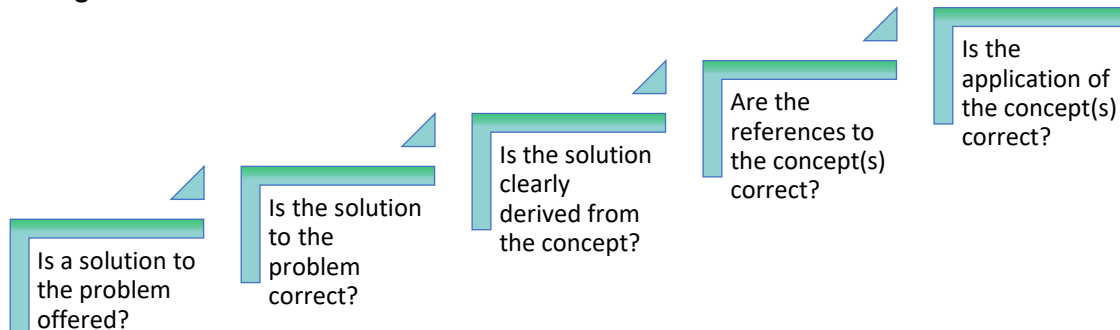 Is a solution to
the problem
offered?
Is the solution
to the
problem
correct?
Is the solution
clearly
derived from
the concept?
Are the
references to
the concept(s)
correct?
Is the
application of
the concept(s)
correct?